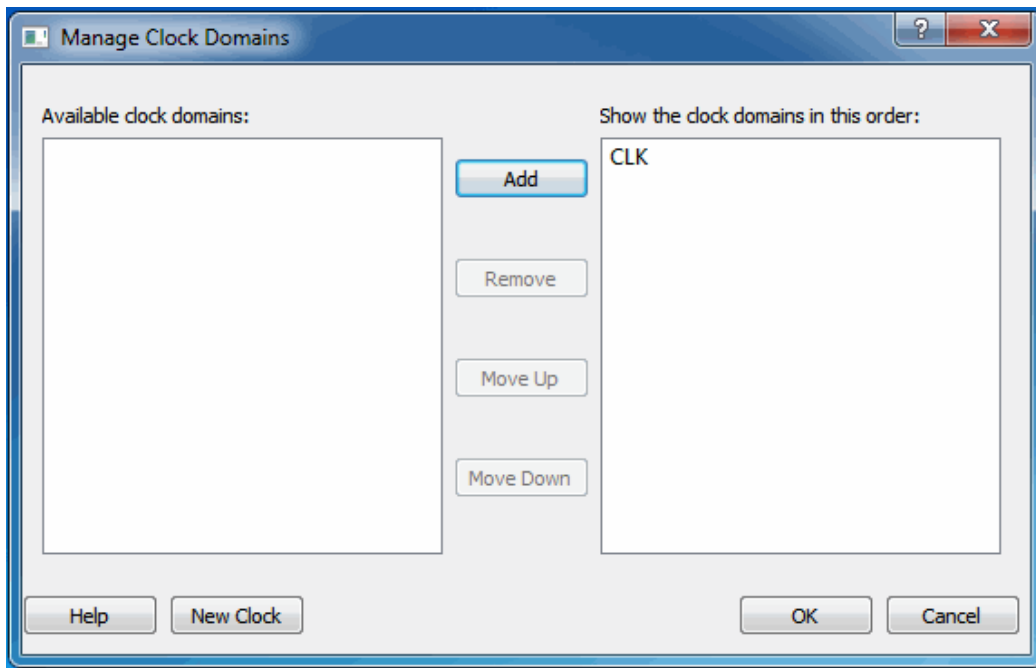 Manage Clock Domains
Available clock domains:
Show the clock domains in this order:
CLK
Add
Remove
Move Up
Move Down
Help
New Clock
OK
Cancel